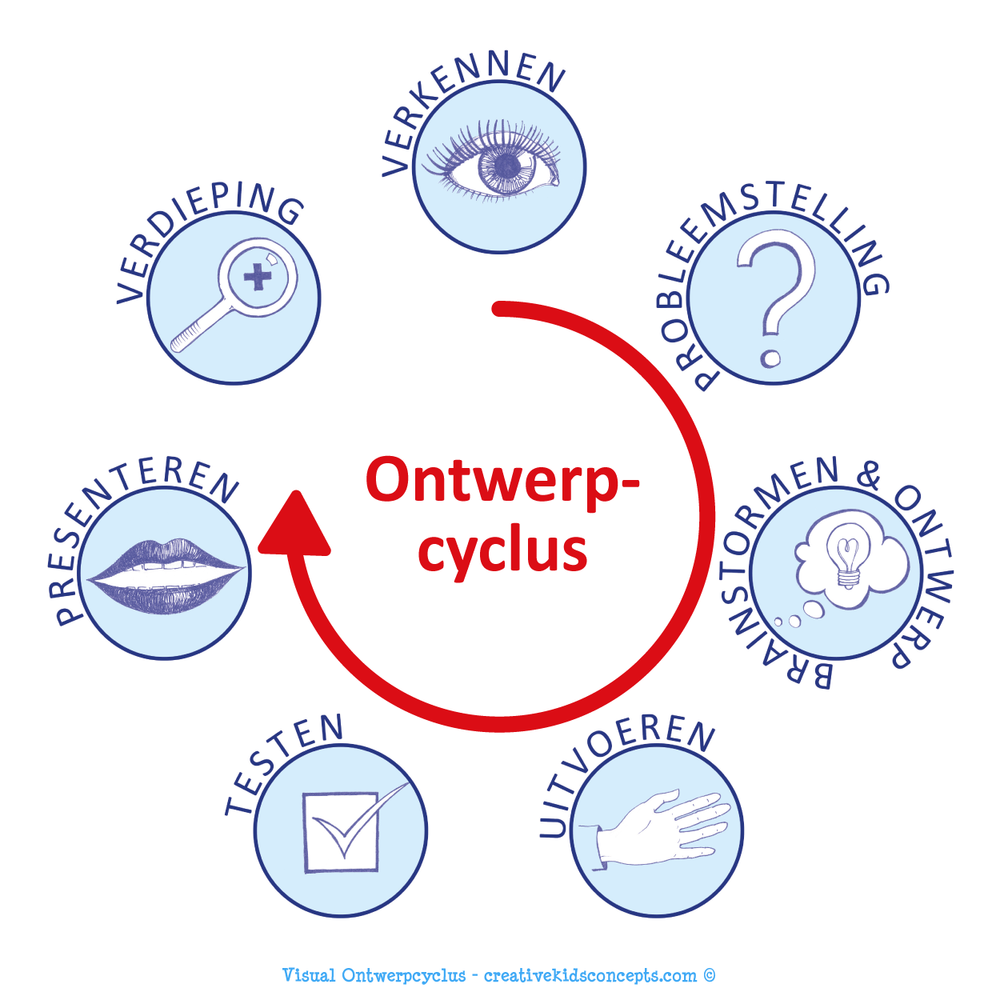 VERKENNEN
PROBLEEMSTELLING
BRAINSTORMEN & ONTWERP
UITVOEREN
TESTEN
PRESENTEREN
VERDIEPING
Ontwerp-
cyclus
Visual Ontwerpcyclus - creativekidsconcepts.com ©